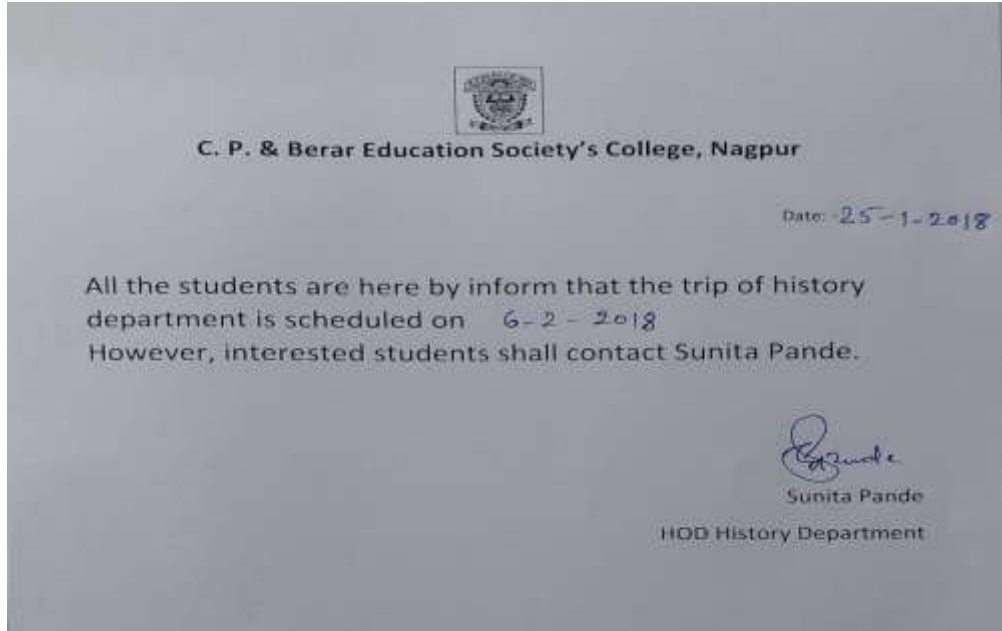 C. P. & Berar Education Society's College, Nagpur
Date: -25-1-2018
All the students are here by inform that the trip of history
department is scheduled on 6-2-2018
However, interested students shall contact Sunita Pande.
Sunita Pande
HOD History Department